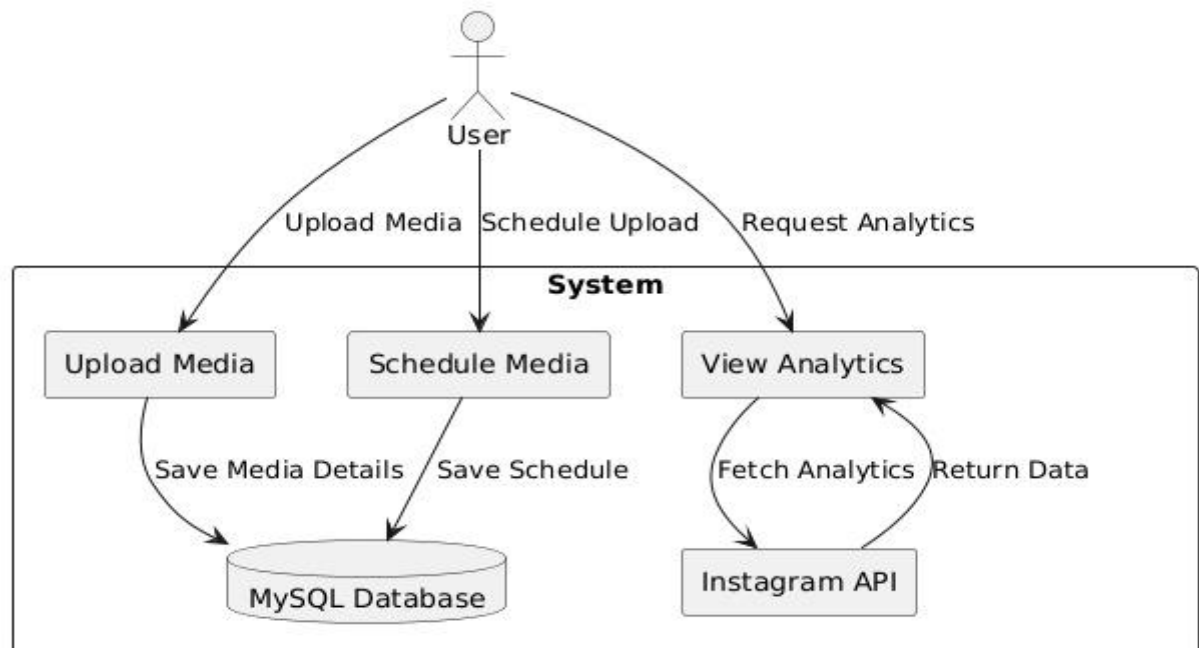 User
Upload Media
Schedule Upload
Request Analytics
System
Upload Media
Schedule Media
View Analytics
Save Media Details
Save Schedule
Fetch Analytics
Return Data
MySQL Database
Instagram API